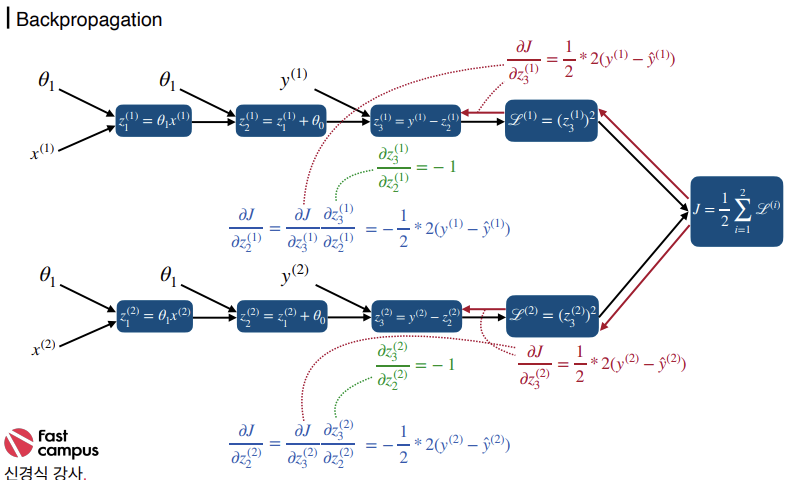 Backpropagation
∂J/∂z₃⁽¹⁾ = 1/2 * 2(y⁽¹⁾ − ŷ⁽¹⁾)
θ₁ θ₁ y⁽¹⁾
z₁⁽¹⁾ = θ₁x⁽¹⁾ z₂⁽¹⁾ = z₁⁽¹⁾ + θ₀ z₃⁽¹⁾ = y⁽¹⁾ − z₂⁽¹⁾ ℒ⁽¹⁾ = (z₃⁽¹⁾)²
x⁽¹⁾
∂z₃⁽¹⁾/∂z₂⁽¹⁾ = − 1
J = 1/2 ∑ᵢ₌₁² ℒ⁽ⁱ⁾
∂J/∂z₂⁽¹⁾ = ∂J/∂z₃⁽¹⁾ ∂z₃⁽¹⁾/∂z₂⁽¹⁾ = − 1/2 * 2(y⁽¹⁾ − ŷ⁽¹⁾)
θ₁ θ₁ y⁽²⁾
z₁⁽²⁾ = θ₁x⁽²⁾ z₂⁽²⁾ = z₁⁽²⁾ + θ₀ z₃⁽²⁾ = y⁽²⁾ − z₂⁽²⁾ ℒ⁽²⁾ = (z₃⁽²⁾)²
x⁽²⁾
∂z₃⁽²⁾/∂z₂⁽²⁾ = − 1
∂J/∂z₃⁽²⁾ = 1/2 * 2(y⁽²⁾ − ŷ⁽²⁾)
∂J/∂z₂⁽²⁾ = ∂J/∂z₃⁽²⁾ ∂z₃⁽²⁾/∂z₂⁽²⁾ = − 1/2 * 2(y⁽²⁾ − ŷ⁽²⁾)
fast
campus
신경식 강사.